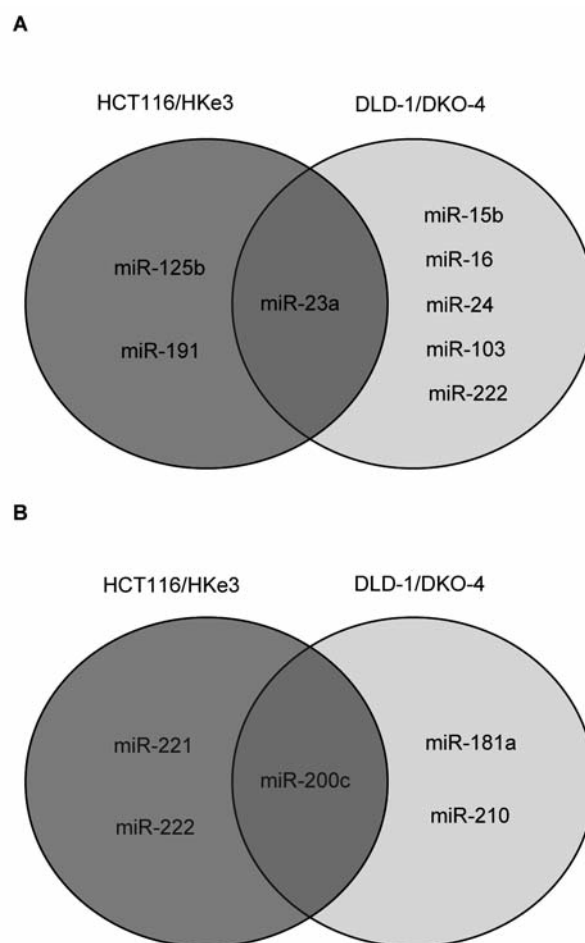 A
HCT116/HKe3
DLD-1/DKO-4
miR-125b
miR-191
miR-23a
miR-15b
miR-16
miR-24
miR-103
miR-222
B
HCT116/HKe3
DLD-1/DKO-4
miR-221
miR-222
miR-200c
miR-181a
miR-210